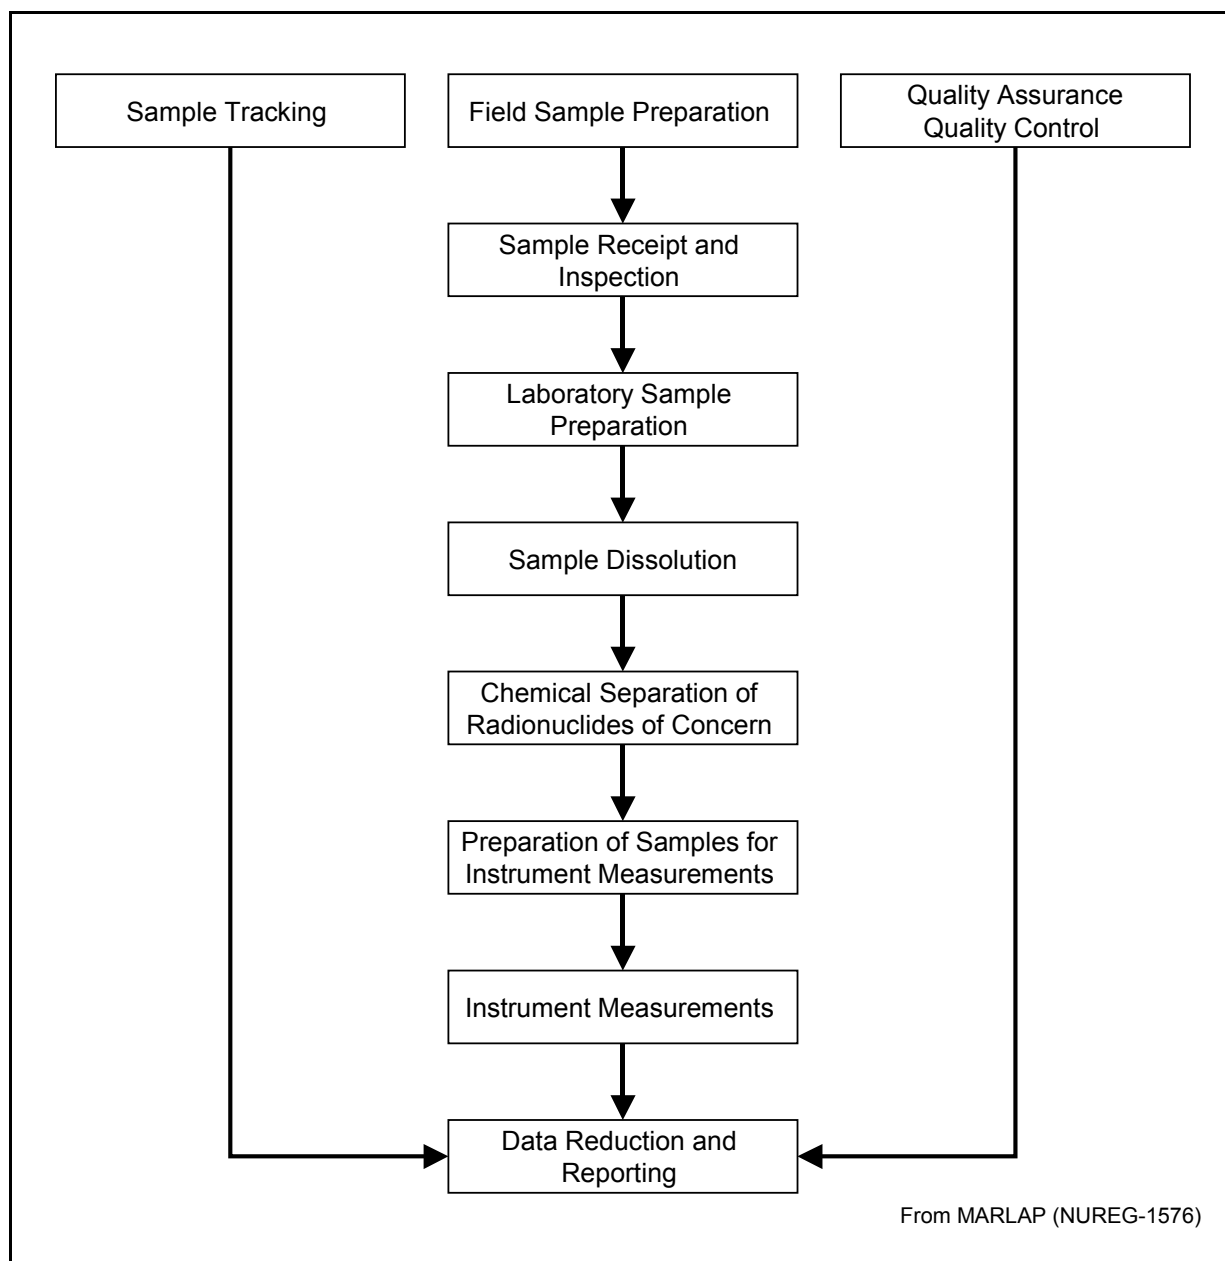 Sample Tracking
Field Sample Preparation
Quality Assurance
Quality Control
Sample Receipt and
Inspection
Laboratory Sample
Preparation
Sample Dissolution
Chemical Separation of
Radionuclides of Concern
Preparation of Samples for
Instrument Measurements
Instrument Measurements
Data Reduction and
Reporting
From MARLAP (NUREG-1576)